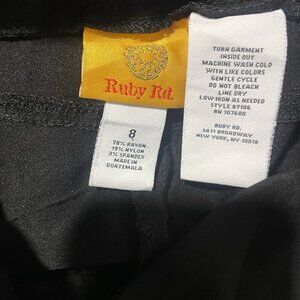 Ruby Rd.
8
78% RAYON
19% NYLON
3% SPANDEX
MADE IN
GUATEMALA
TURN GARMENT
INSIDE OUT
MACHINE WASH COLD
WITH LIKE COLORS
GENTLE CYCLE
DO NOT BLEACH
LINE DRY
LOW IRON AS NEEDED
STYLE 87106
RN 107680
RUBY RD.
1411 BROADWAY
NEW YORK, NY 10018